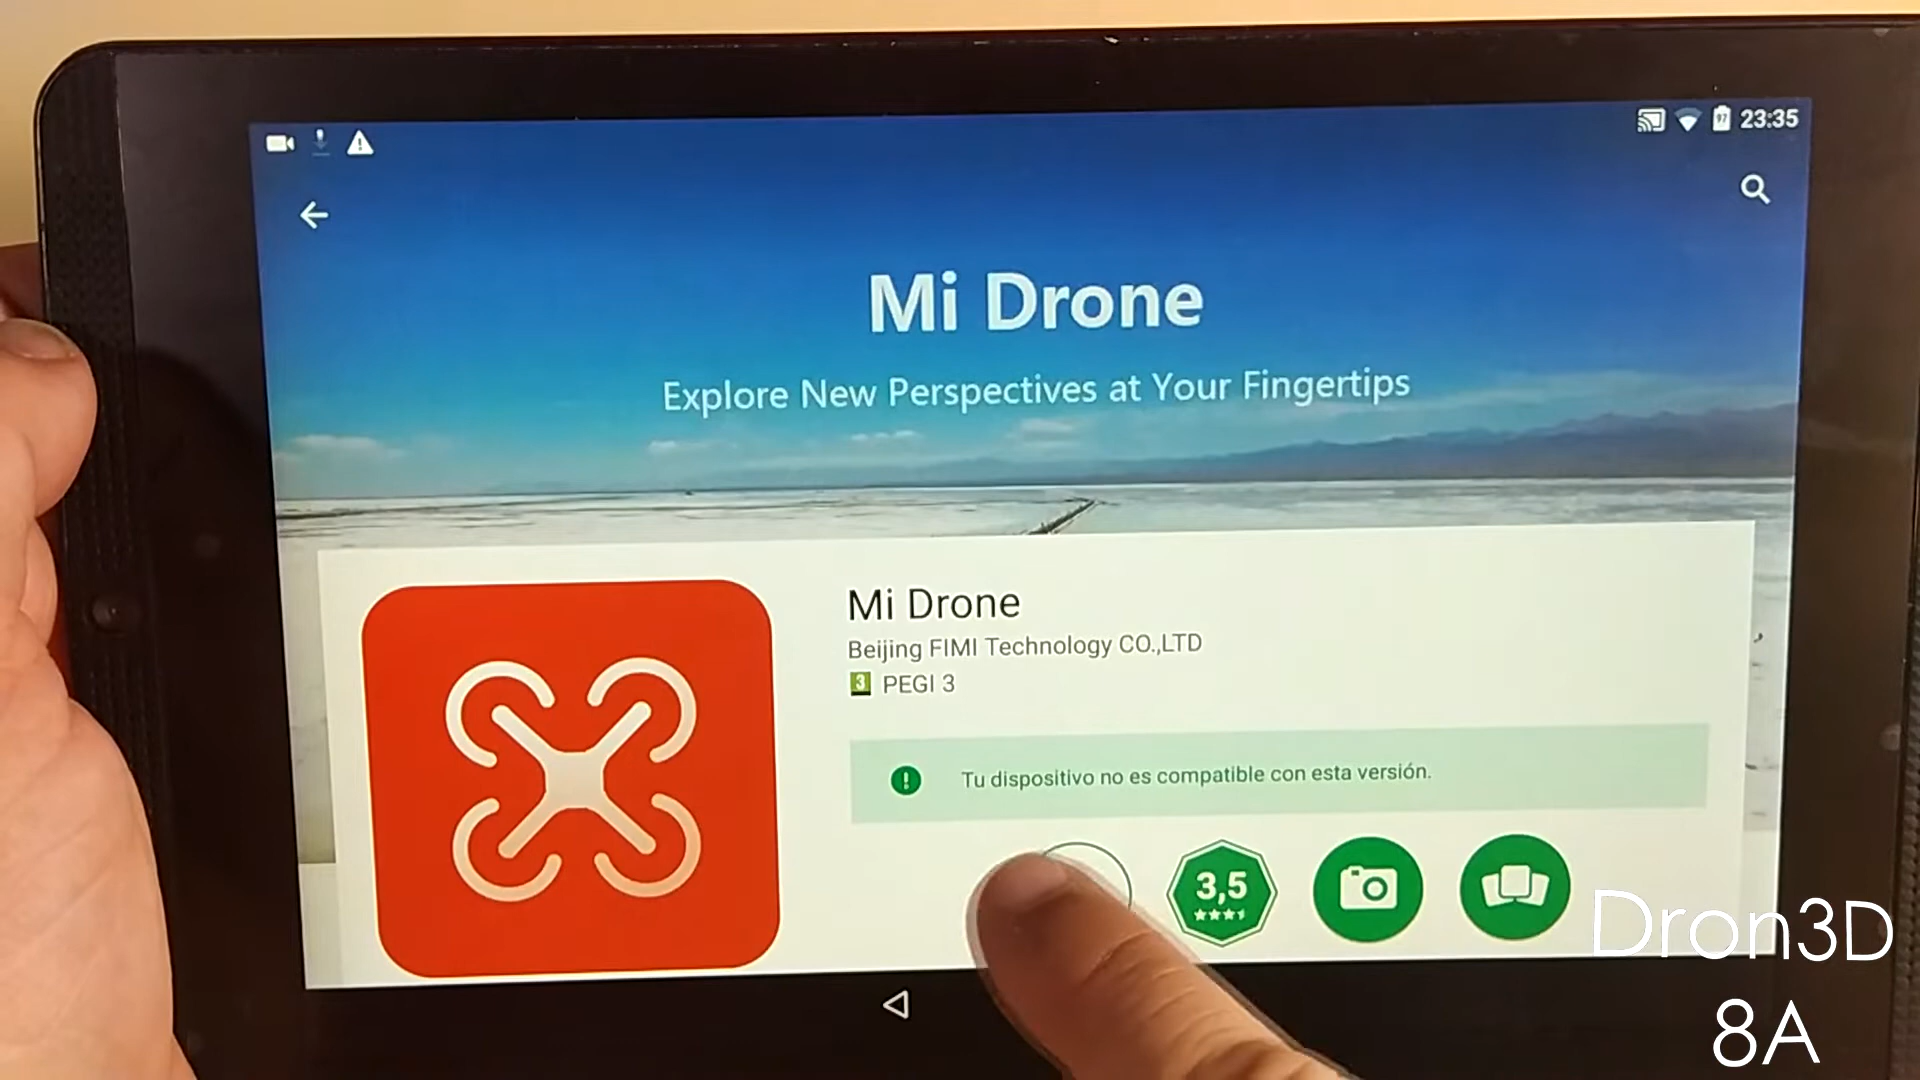 23:35
Mi Drone
Explore New Perspectives at Your Fingertips
Mi Drone
Beijing FIMI Technology CO.,LTD
3 PEGI 3
Tu dispositivo no es compatible con esta versión.
3,5
Dron3D
8A